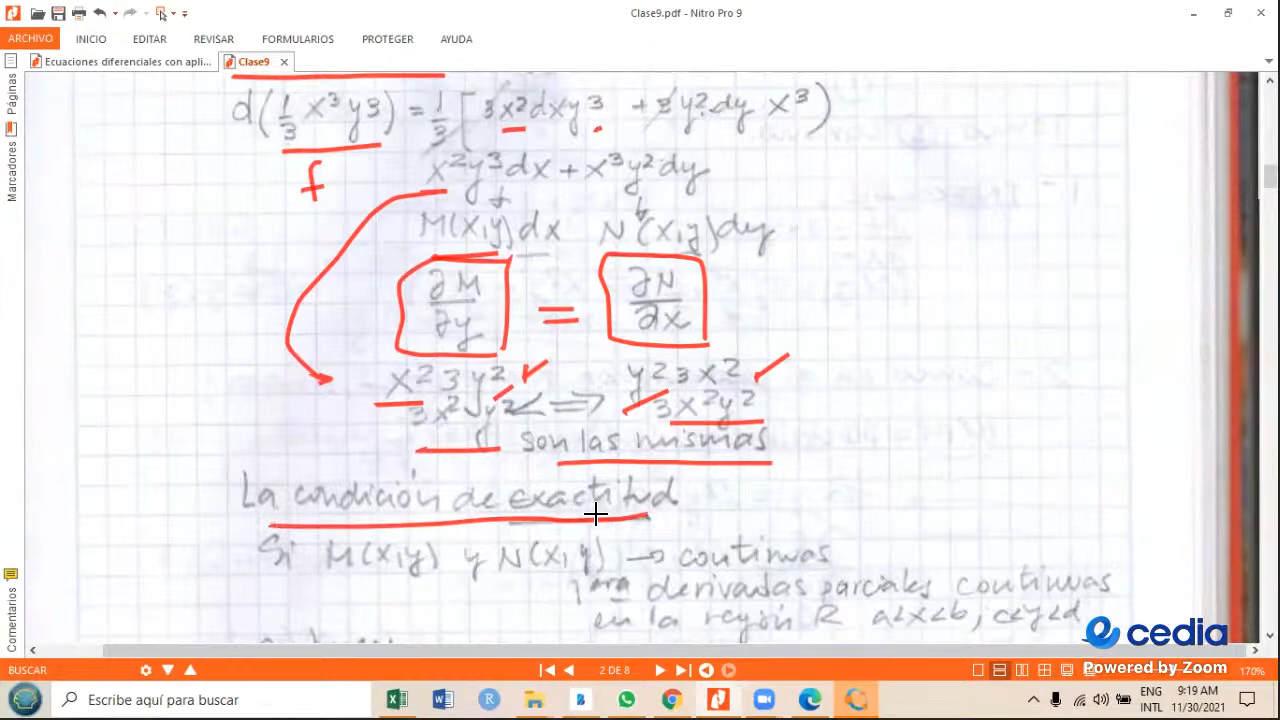 Clase9.pdf - Nitro Pro 9
ARCHIVO INICIO EDITAR REVISAR FORMULARIOS PROTEGER AYUDA
Ecuaciones diferenciales con apli... Clase9
Páginas
Marcadores
Comentarios
d(1/3 x³y3) = 1/3 [3x2dxy3 + 3y2dy x3)
x²y³dx + x³y²dy
M(x,y)dx N(x,y)dy
∂M/∂y = ∂N/∂x
f
x²3y² y²3x²
3x²y² <=> 3x²y²
son las mismas
La condición de exactitud
Si M(x,y) y N(x,y) → continuas
para derivadas parciales continuas
en la región R a<x<b, c<y<d
cedia
Powered by Zoom
BUSCAR 2 DE 8 170%
Escribe aquí para buscar
ENG 9:19 AM
INTL 11/30/2021